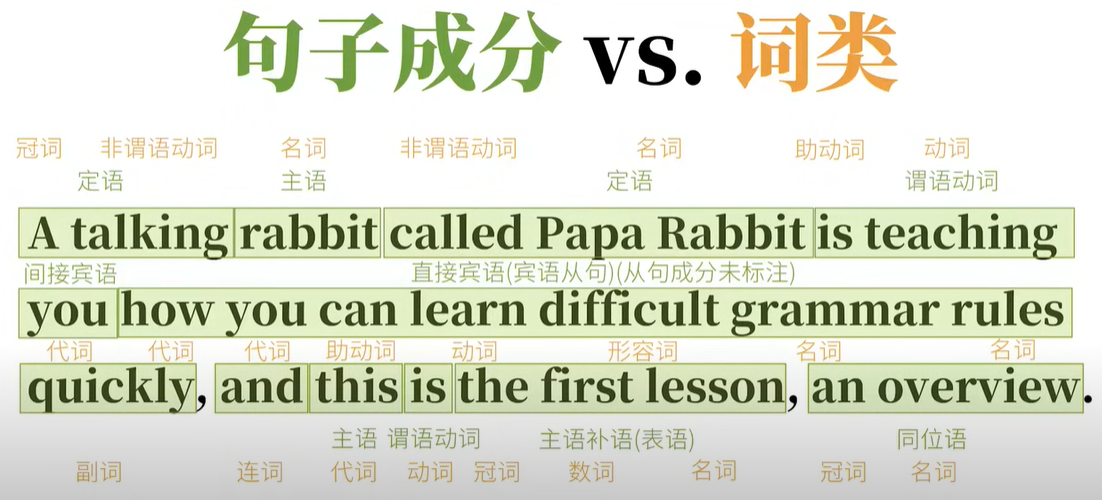 句子成分 vs. 词类
冠词 非谓语动词 名词 非谓语动词 名词 助动词 动词
定语 主语 定语 谓语动词
A talking rabbit called Papa Rabbit is teaching
间接宾语 直接宾语(宾语从句)(从句成分未标注)
you how you can learn difficult grammar rules
代词 代词 代词 助动词 动词 形容词 名词 名词
quickly, and this is the first lesson, an overview.
主语 谓语动词 主语补语(表语) 同位语
副词 连词 代词 动词 冠词 数词 名词 冠词 名词